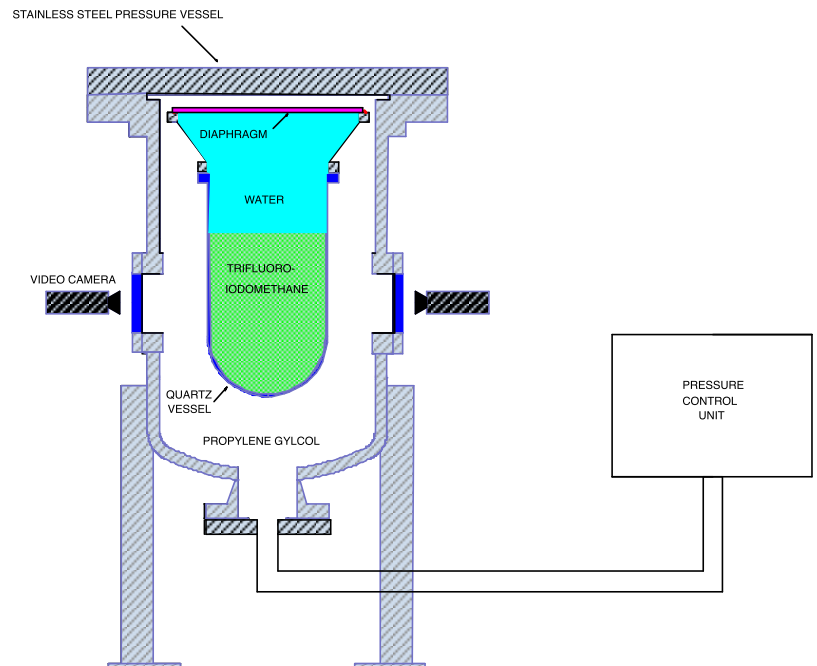 STAINLESS STEEL PRESSURE VESSEL
DIAPHRAGM
WATER
TRIFLUORO-
IODOMETHANE
VIDEO CAMERA
QUARTZ
VESSEL
PROPYLENE GYLCOL
PRESSURE
CONTROL
UNIT